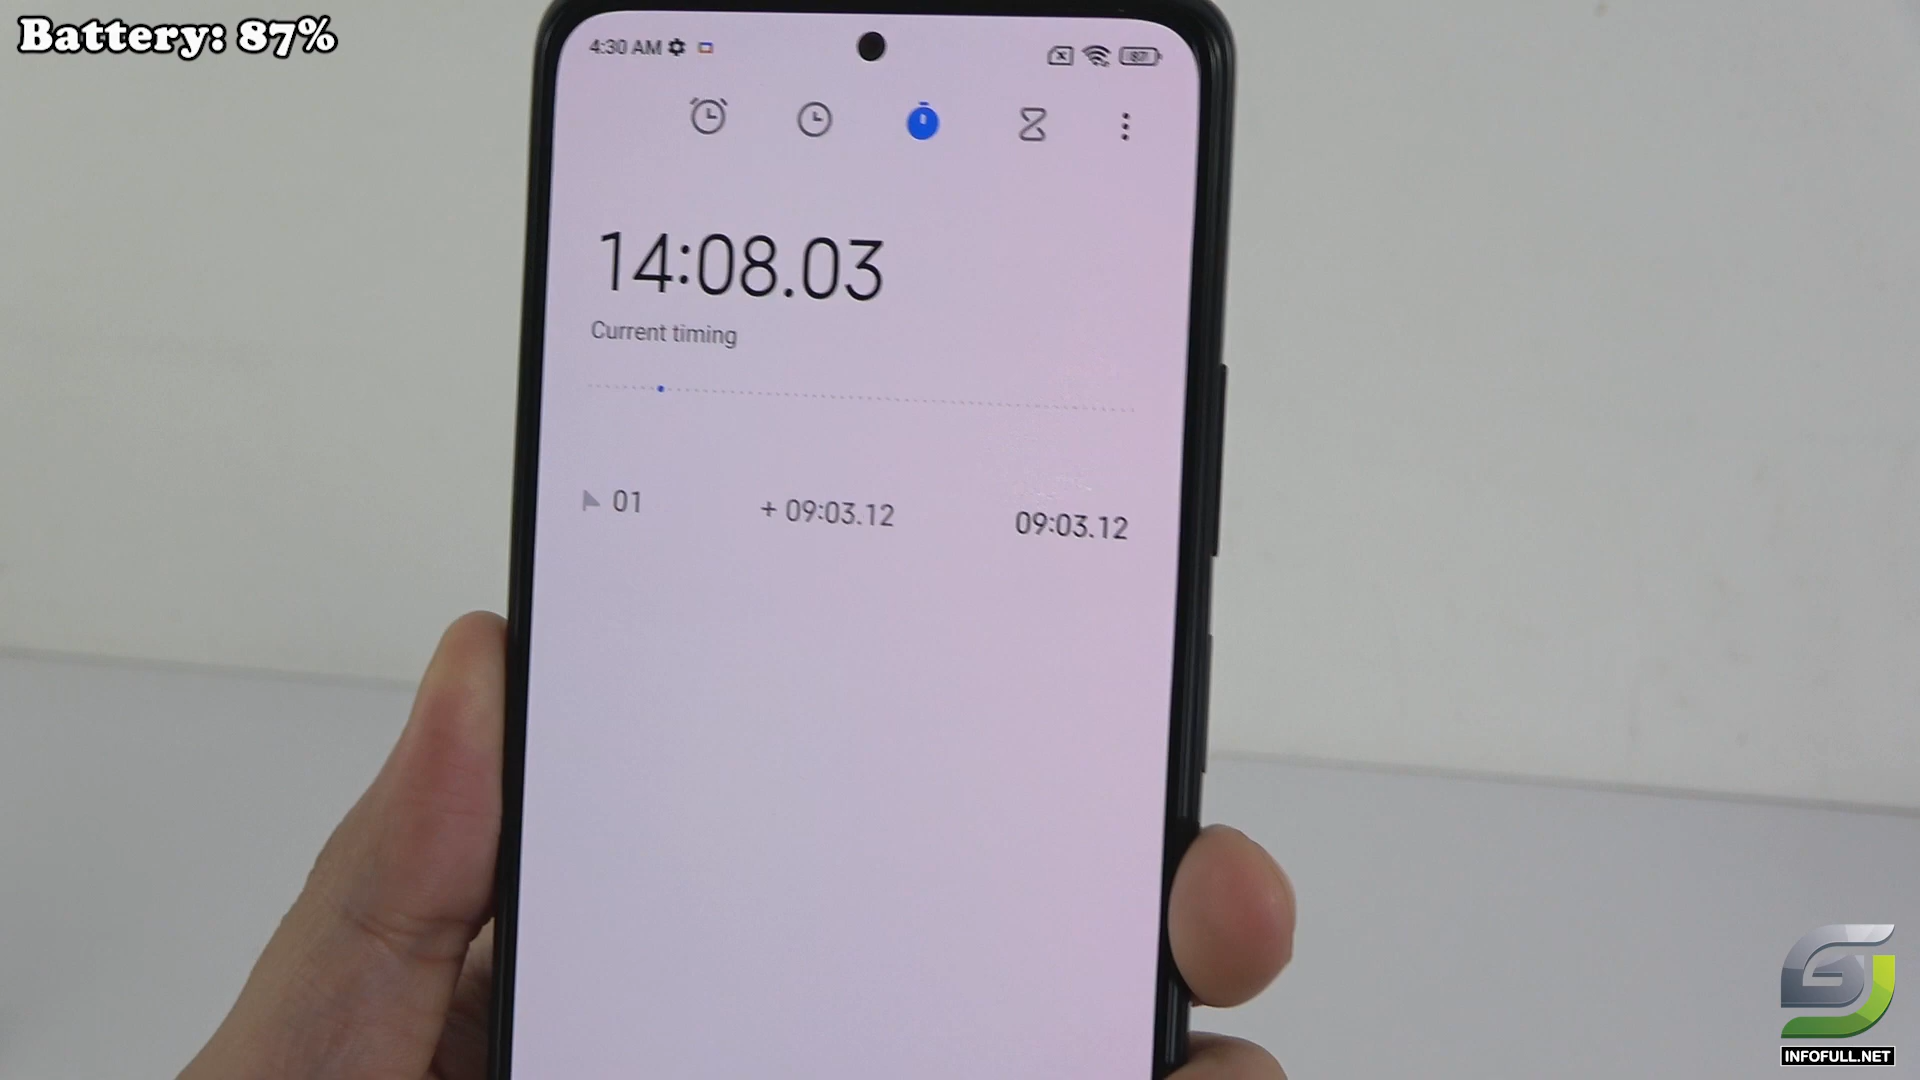 Battery: 87%
4:30 AM
87
14:08.03
Current timing
01 + 09:03.12 09:03.12
INFOFULL.NET